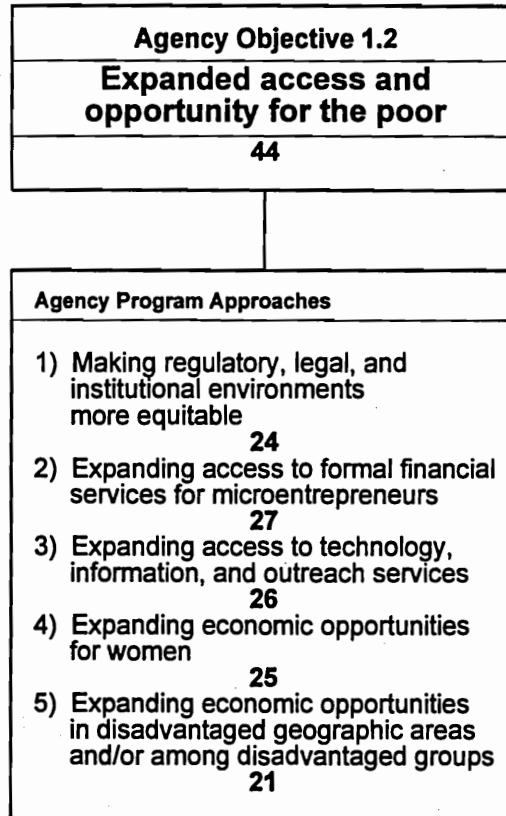 Agency Objective 1.2
Expanded access and
opportunity for the poor
44
Agency Program Approaches
1) Making regulatory, legal, and
institutional environments
more equitable
24
2) Expanding access to formal financial
services for microentrepreneurs
27
3) Expanding access to technology,
information, and outreach services
26
4) Expanding economic opportunities
for women
25
5) Expanding economic opportunities
in disadvantaged geographic areas
and/or among disadvantaged groups
21